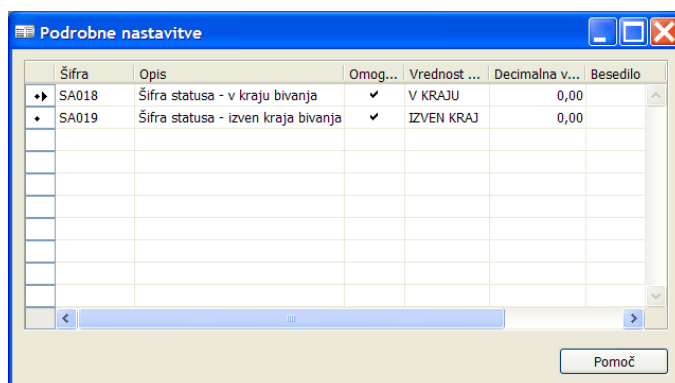 Podrobne nastavitve
Šifra Opis Omog... Vrednost ... Decimalna v... Besedilo
SA018 Šifra statusa - v kraju bivanja V KRAJU 0,00
SA019 Šifra statusa - izven kraja bivanja IZVEN KRAJ 0,00
Pomoč